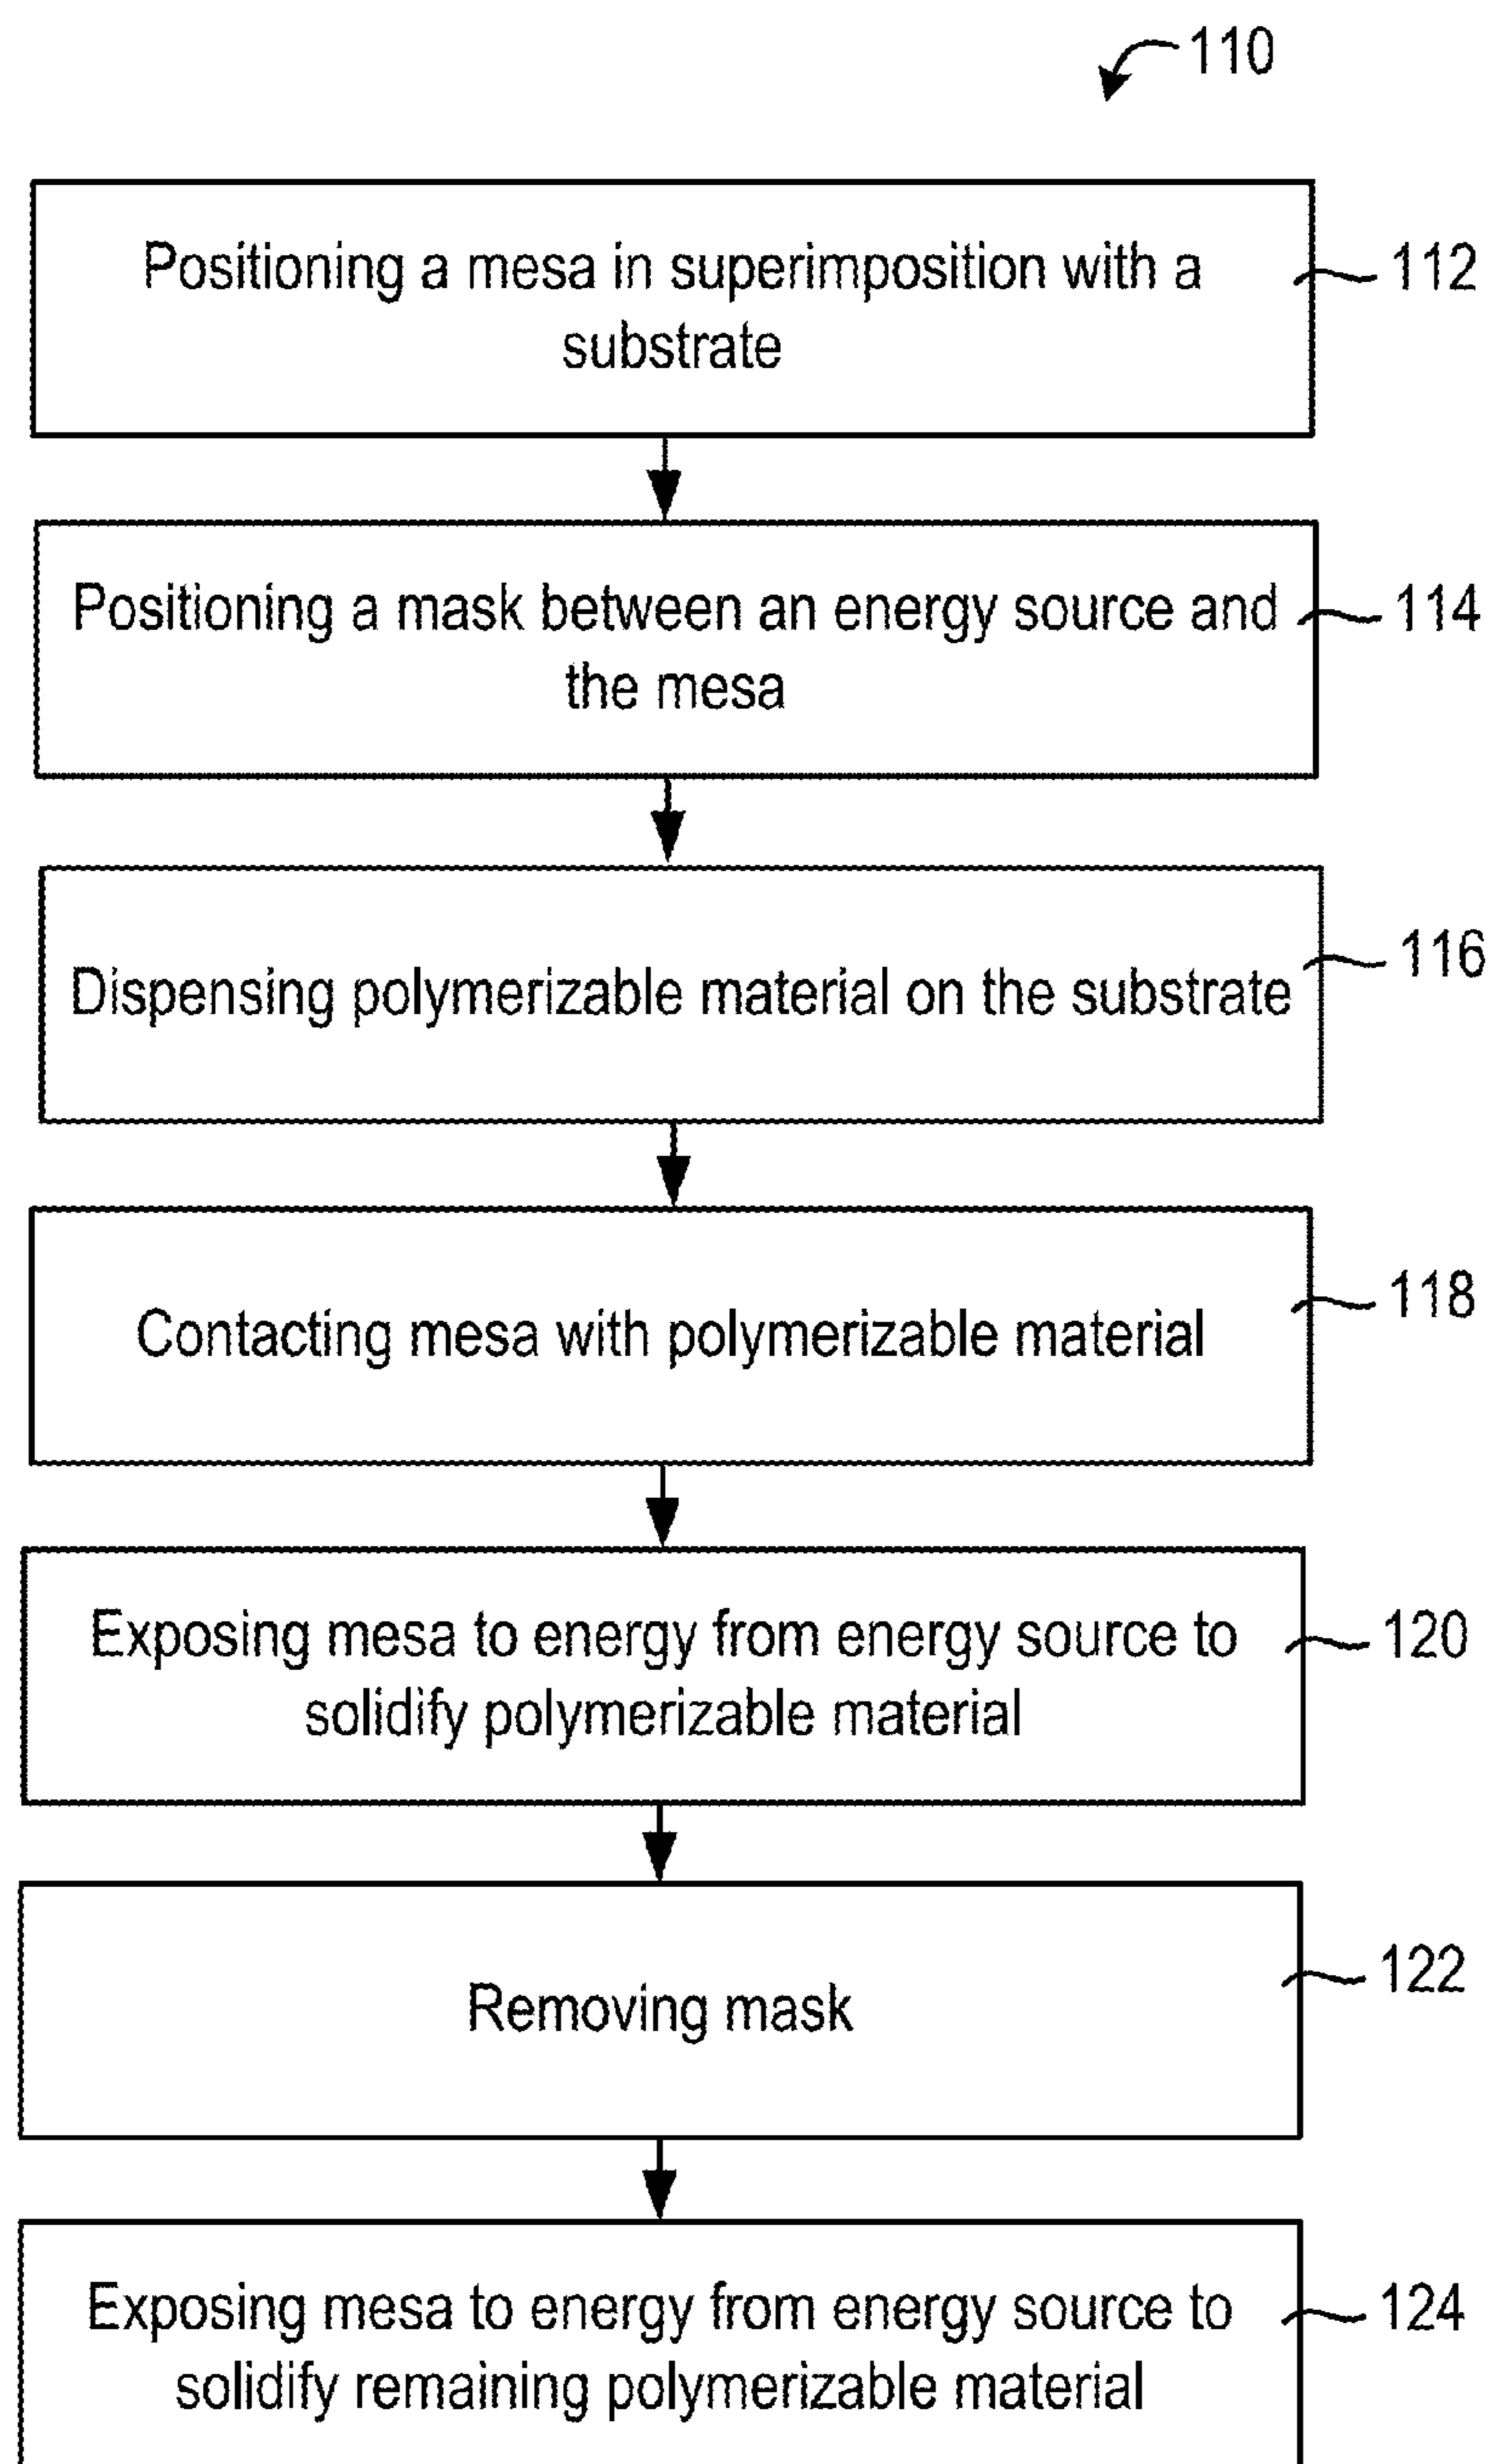 110
Positioning a mesa in superimposition with a
substrate
112
Positioning a mask between an energy source and
the mesa
114
Dispensing polymerizable material on the substrate
116
Contacting mesa with polymerizable material
118
Exposing mesa to energy from energy source to
solidify polymerizable material
120
Removing mask
122
Exposing mesa to energy from energy source to
solidify remaining polymerizable material
124